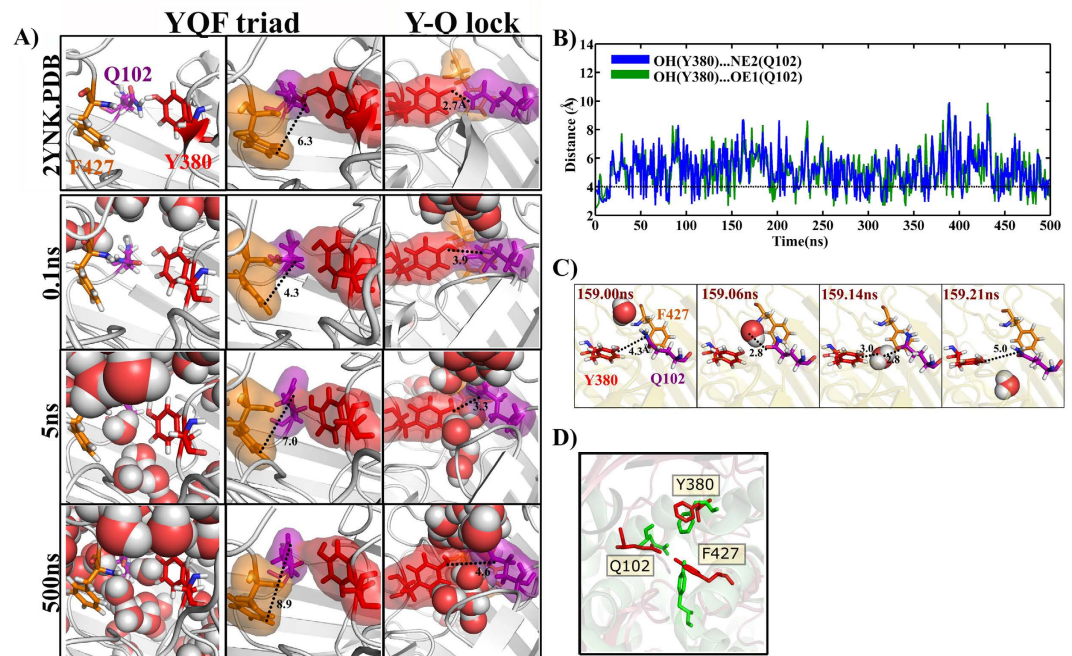 YQF triad
Y-Q lock
A)
2YNK.PDB
Q102
F427
Y380
6.3
2.7Å
0.1ns
4.3
3.9
5ns
7.0
3.3
500ns
8.9
4.6
B)
OH(Y380)...NE2(Q102)
OH(Y380)...OE1(Q102)
Distance (Å)
14
12
10
8
6
4
2
0 50 100 150 200 250 300 350 400 450 500
Time(ns)
C)
159.00ns
F427
4.3Å
Y380
Q102
159.06ns
2.8
159.14ns
3.0
159.21ns
5.0
D)
Y380
Q102
F427